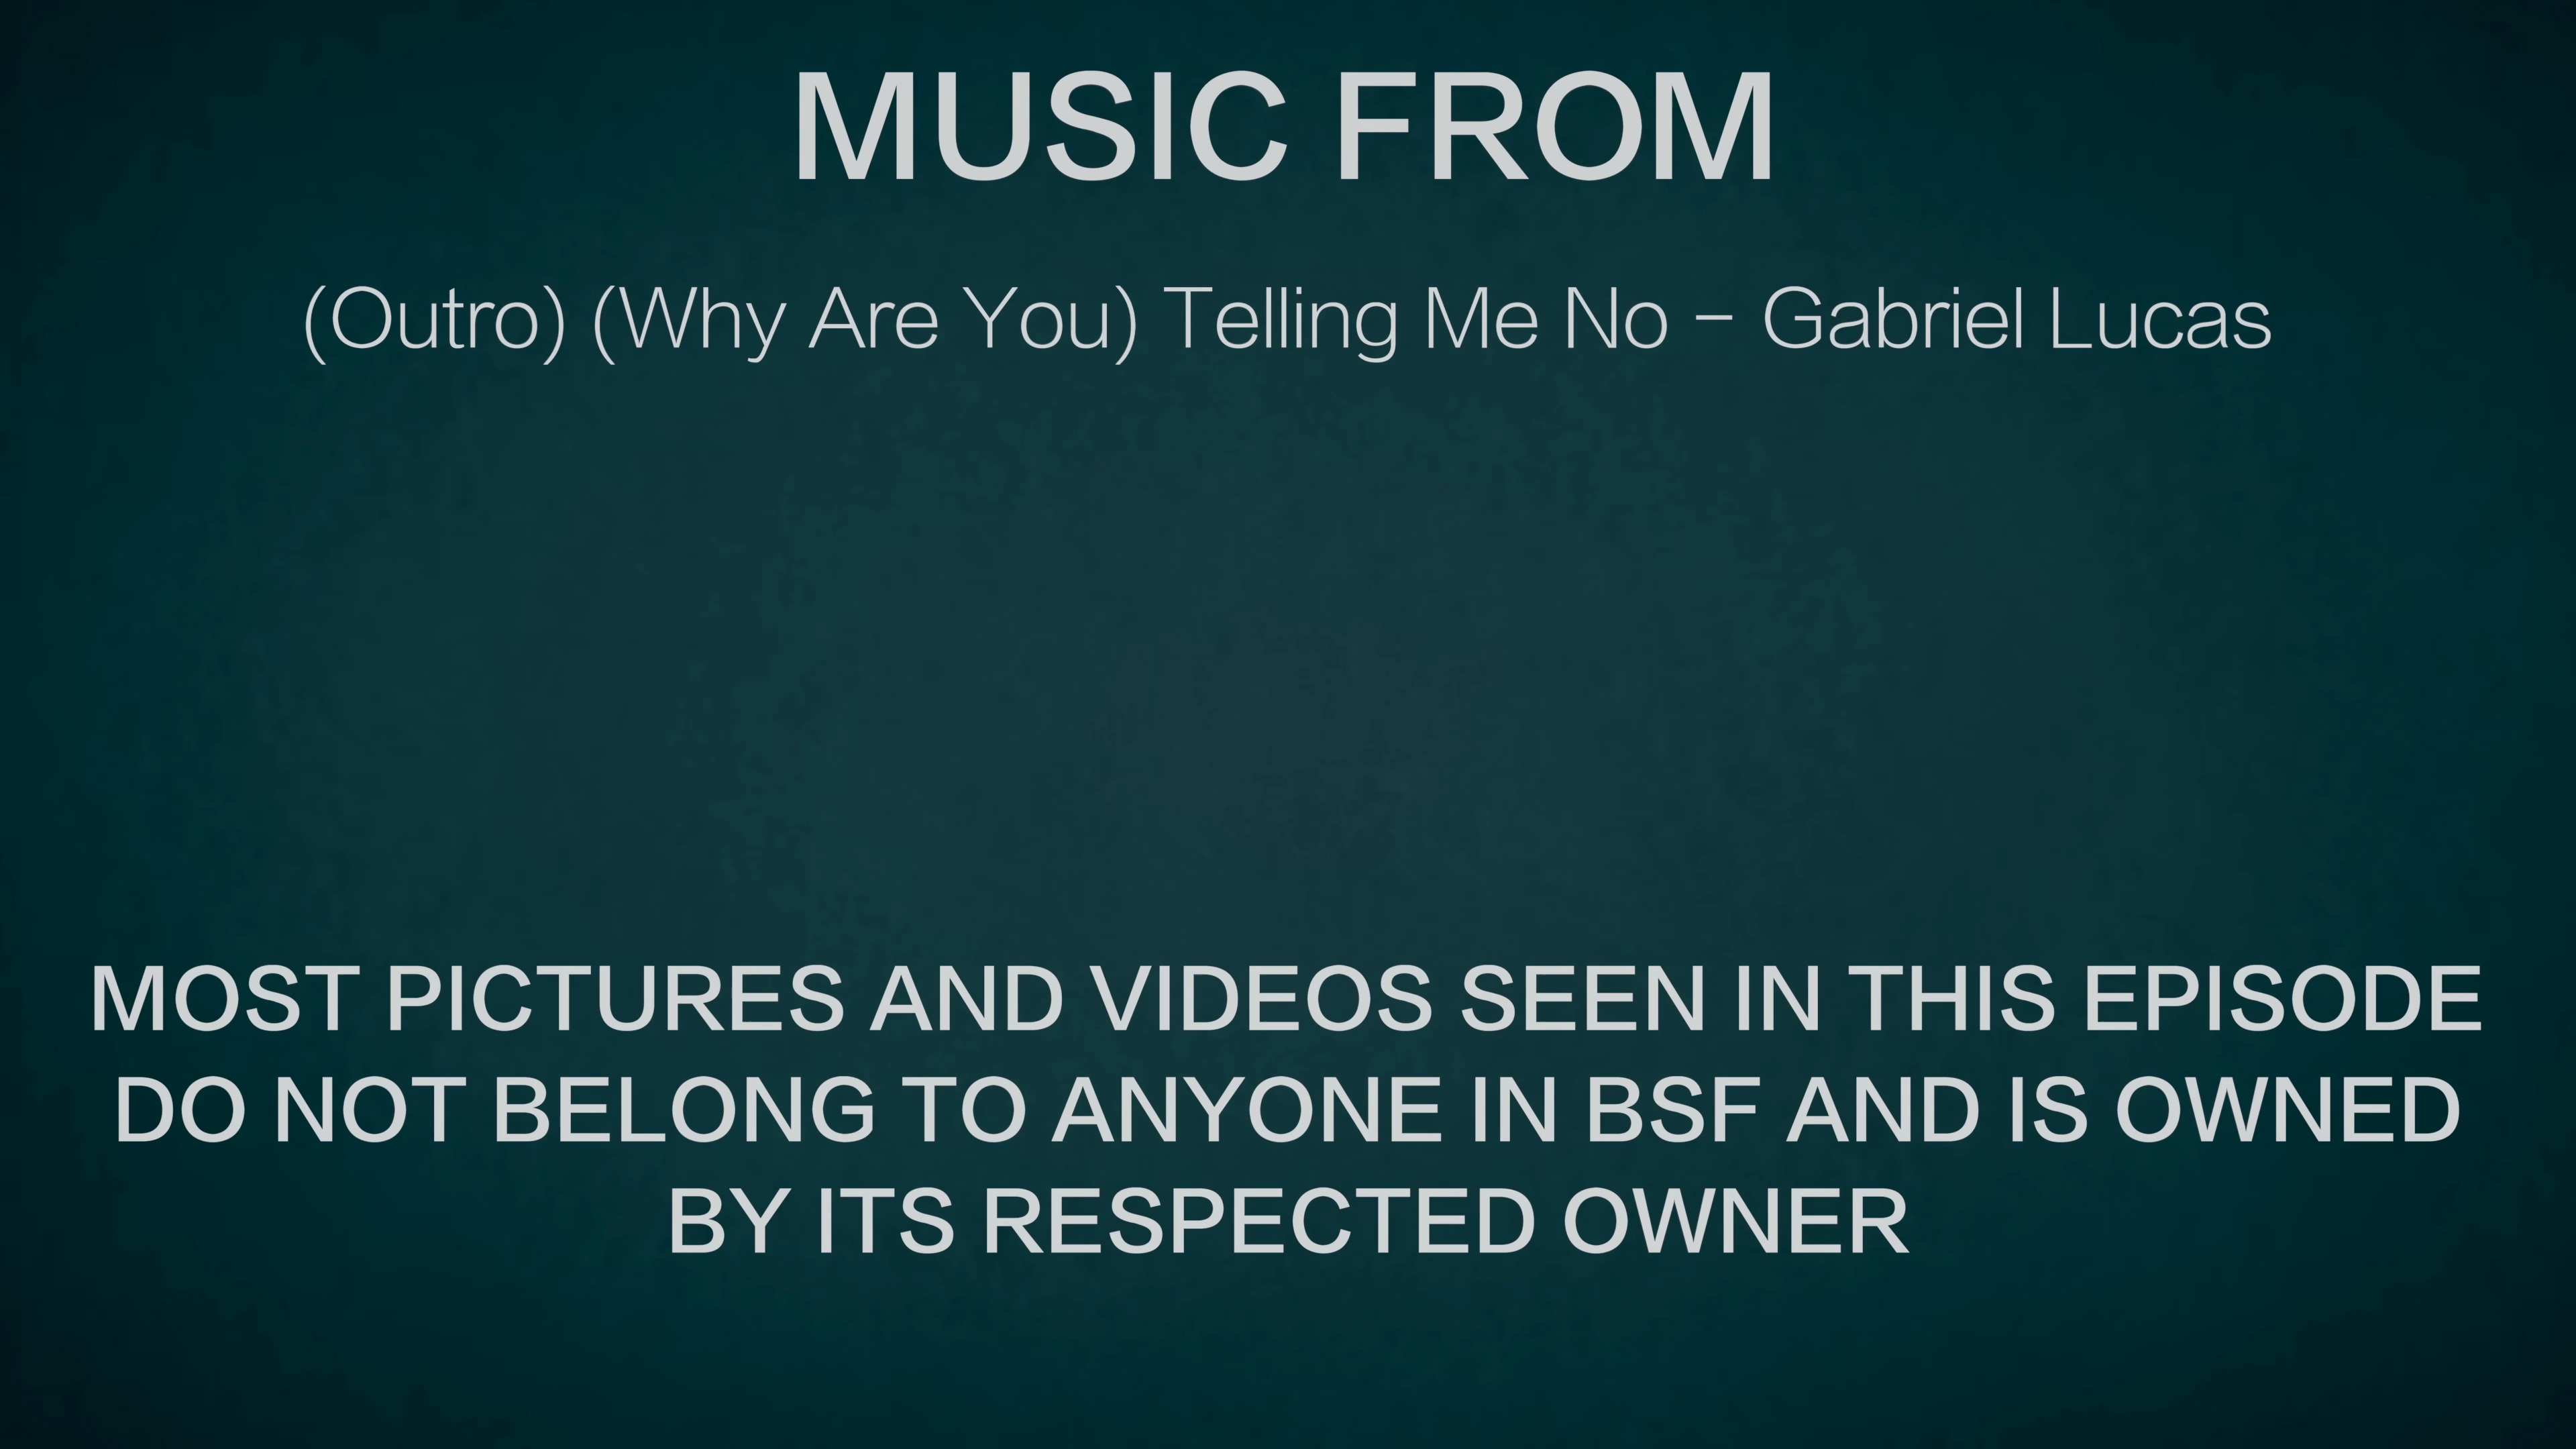 MUSIC FROM
(Outro) (Why Are You) Telling Me No - Gabriel Lucas
MOST PICTURES AND VIDEOS SEEN IN THIS EPISODE
DO NOT BELONG TO ANYONE IN BSF AND IS OWNED
BY ITS RESPECTED OWNER